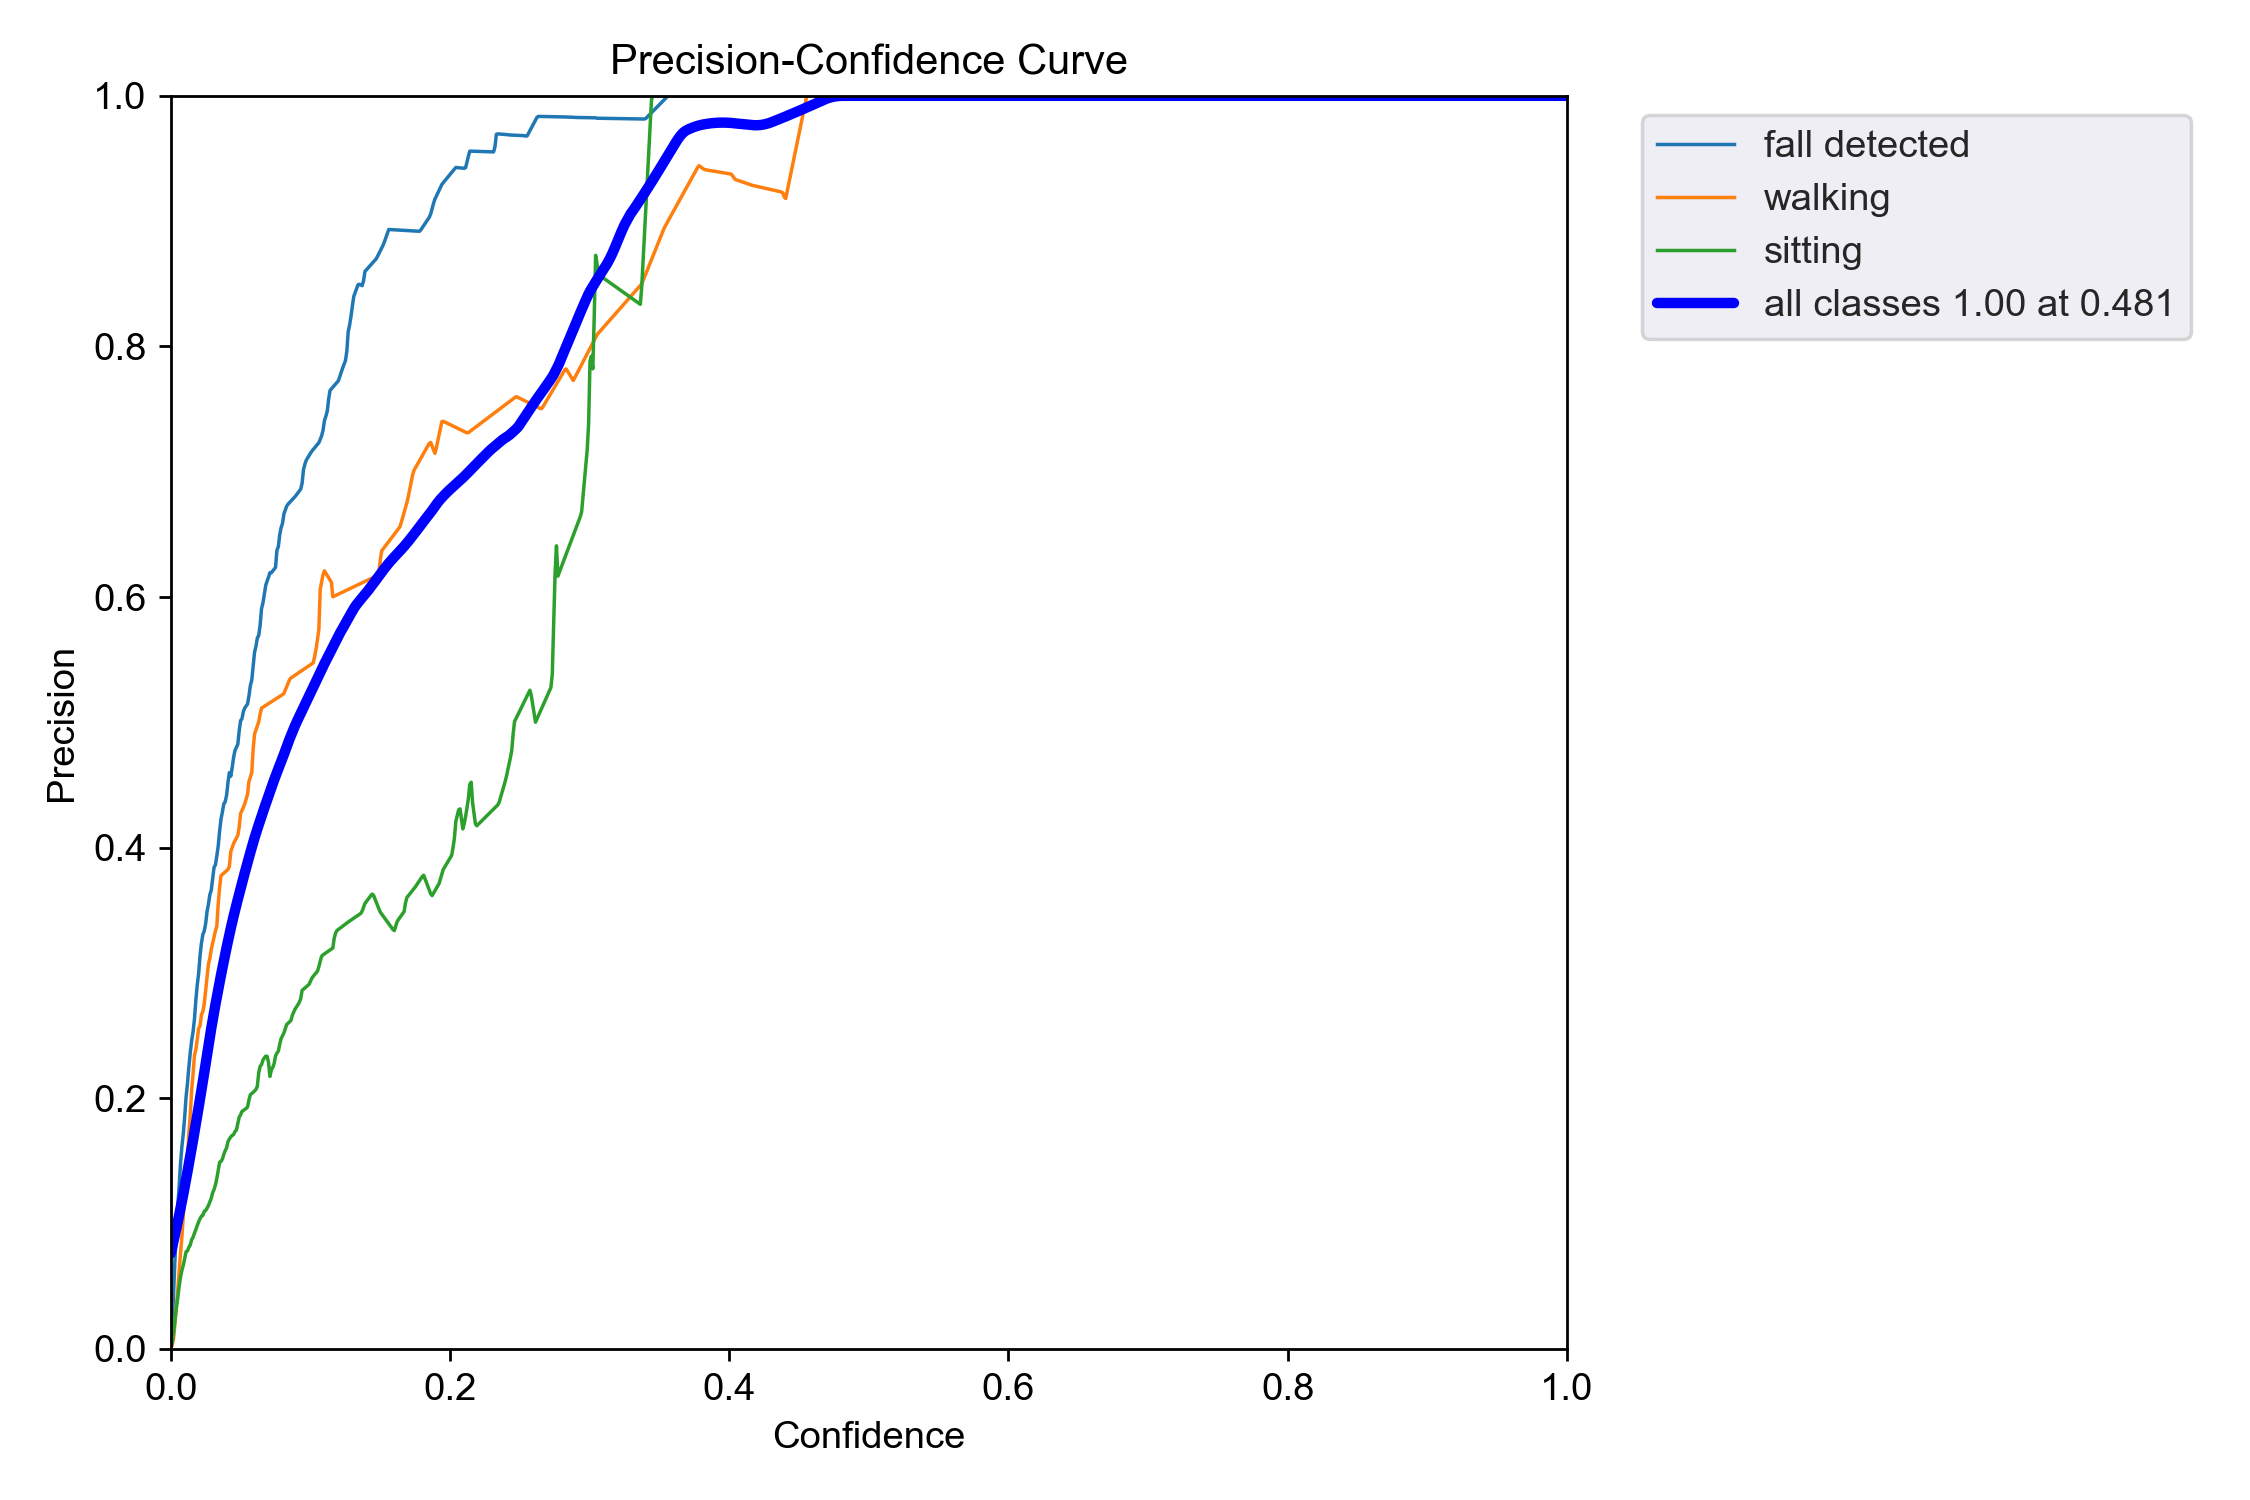 Precision-Confidence Curve
1.0
0.8
0.6
0.4
0.2
0.0
Precision
0.0 0.2 0.4 0.6 0.8 1.0
Confidence
fall detected
walking
sitting
all classes 1.00 at 0.481